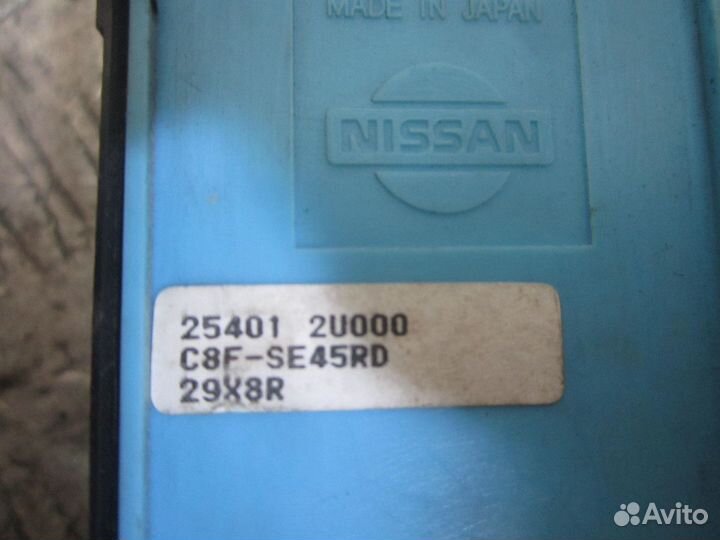 MADE IN JAPAN
NISSAN
25401 2U000
C8F-SE45RD
29X8R
Avito